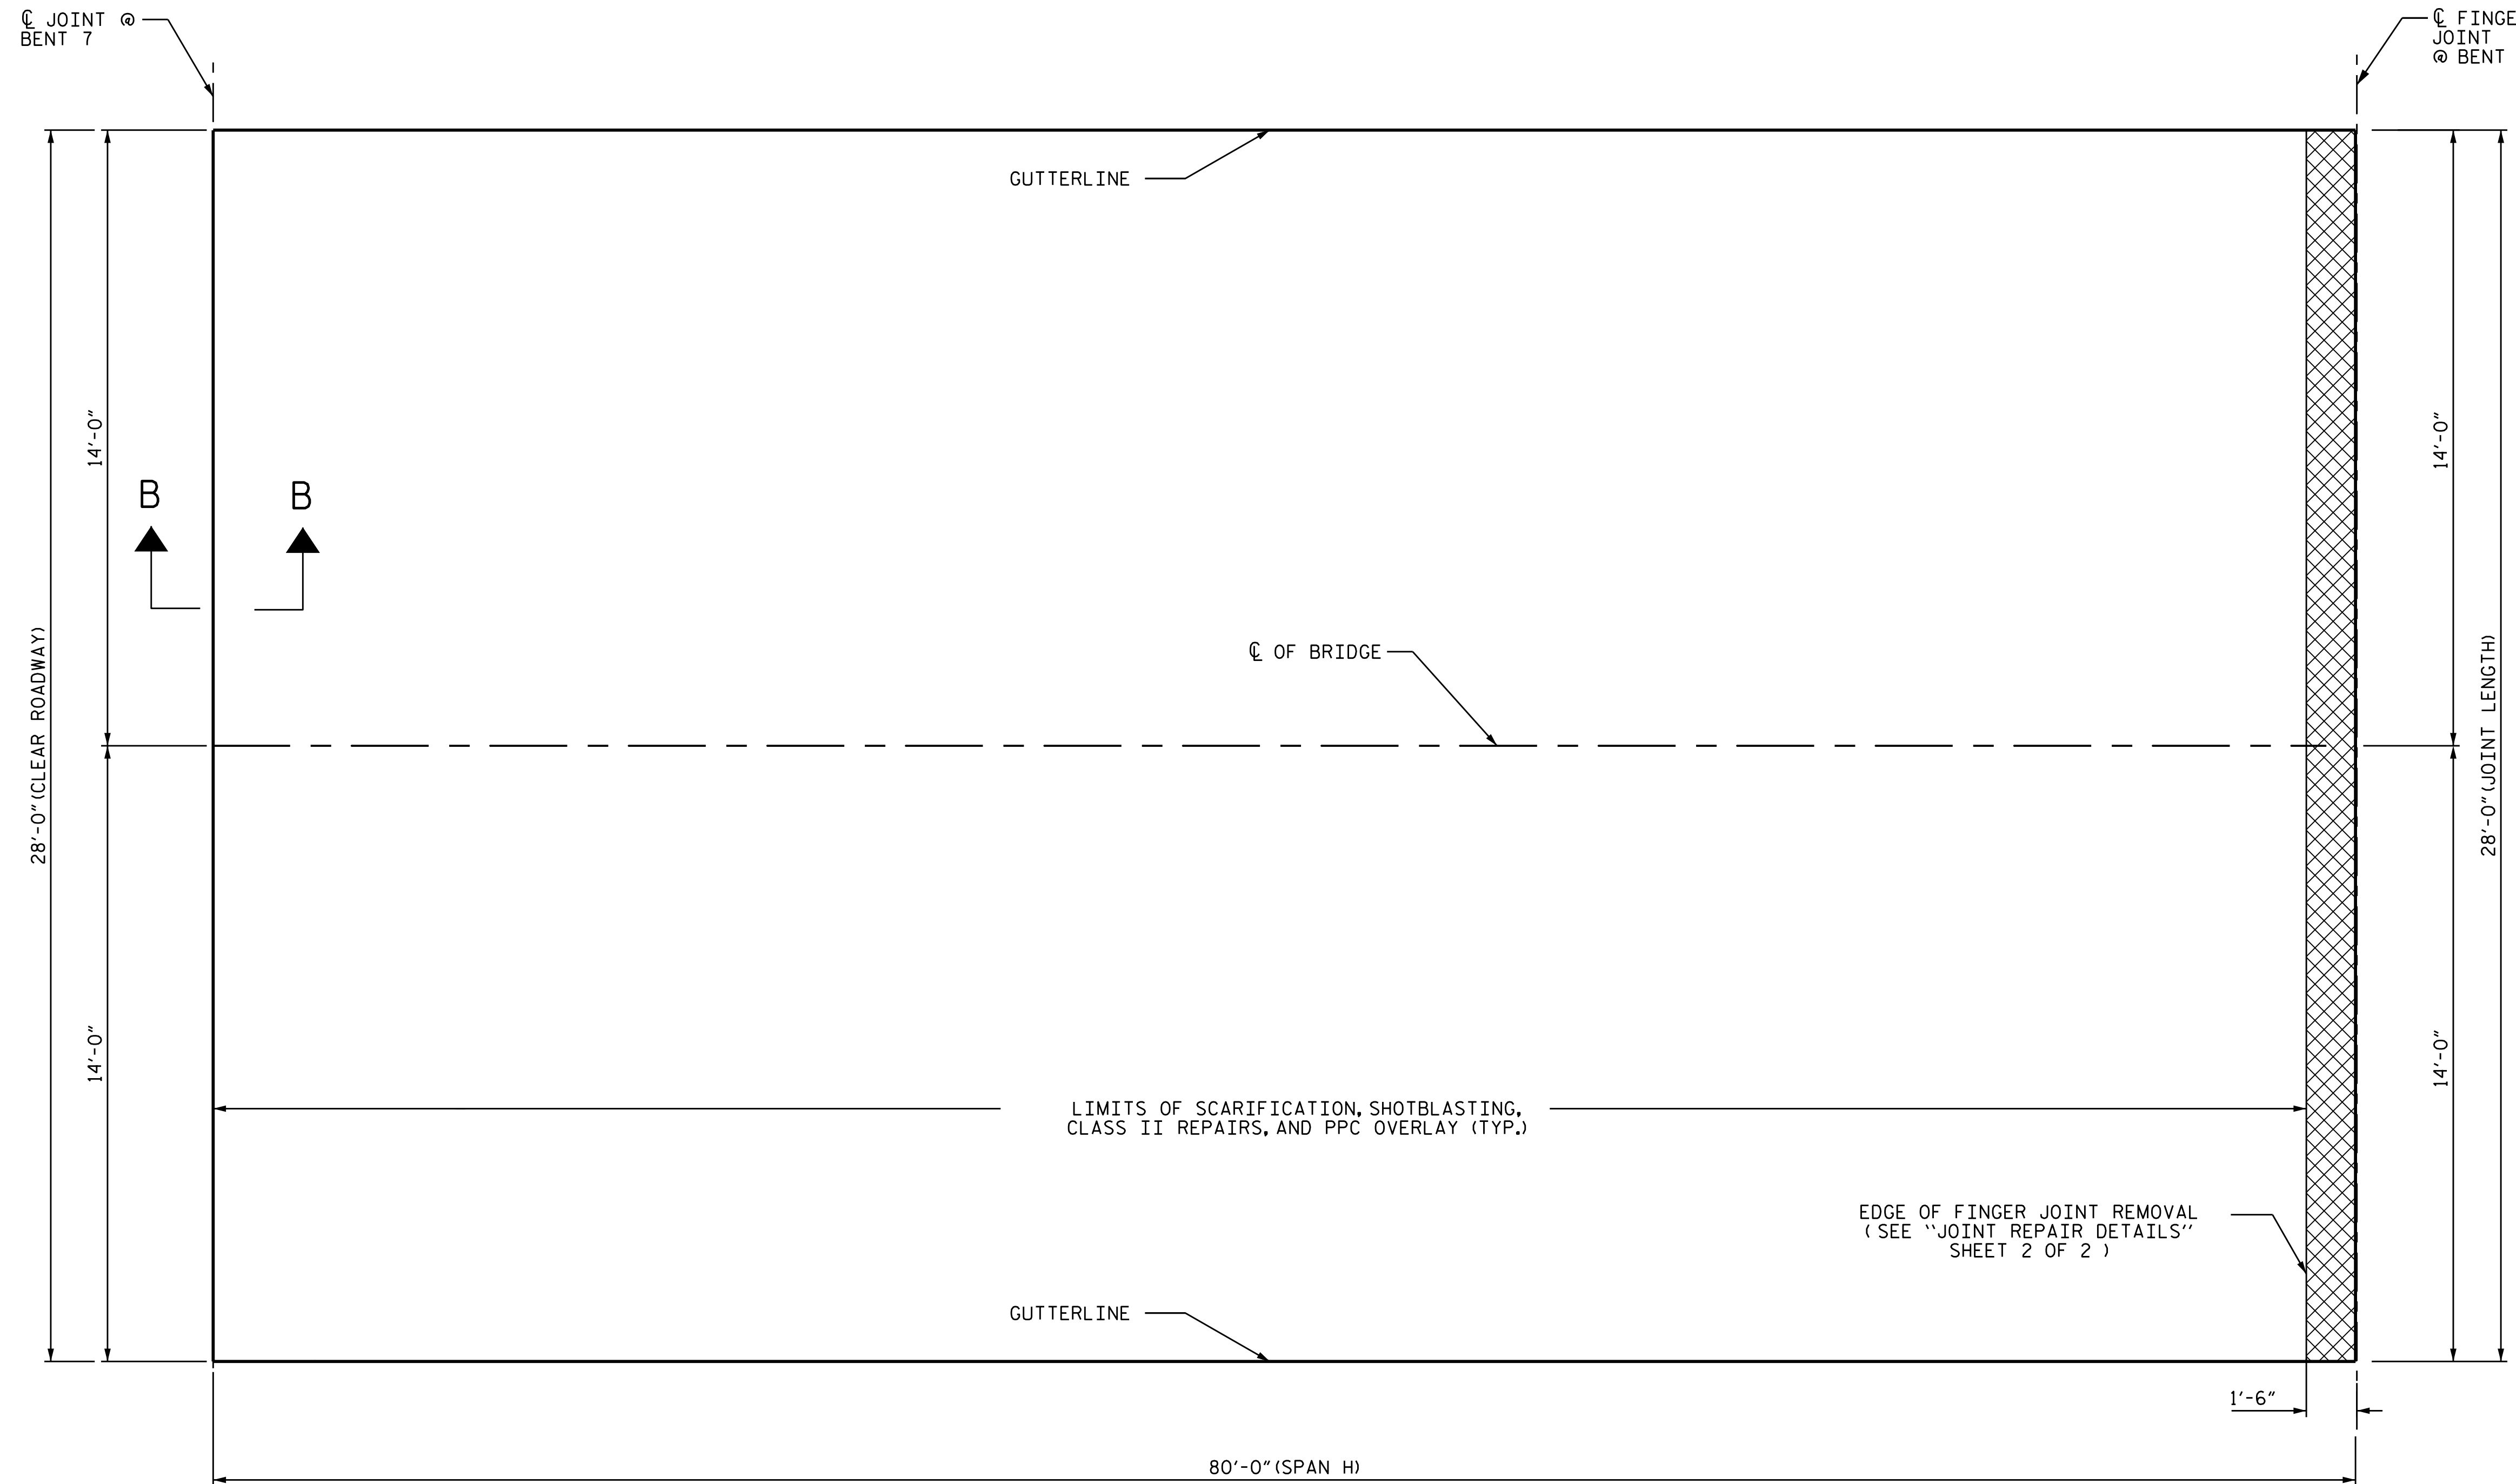 ℄ JOINT @
BENT 7
℄ FINGE
JOINT
@ BENT
GUTTERLINE
14'-0"
14'-0"
B
B
28'-0"(CLEAR ROADWAY)
℄ OF BRIDGE
28'-0"(JOINT LENGTH)
14'-0"
14'-0"
LIMITS OF SCARIFICATION, SHOTBLASTING,
CLASS II REPAIRS, AND PPC OVERLAY (TYP.)
EDGE OF FINGER JOINT REMOVAL
( SEE ‘‘JOINT REPAIR DETAILS’’
SHEET 2 OF 2 )
GUTTERLINE
1'-6"
80'-0"(SPAN H)